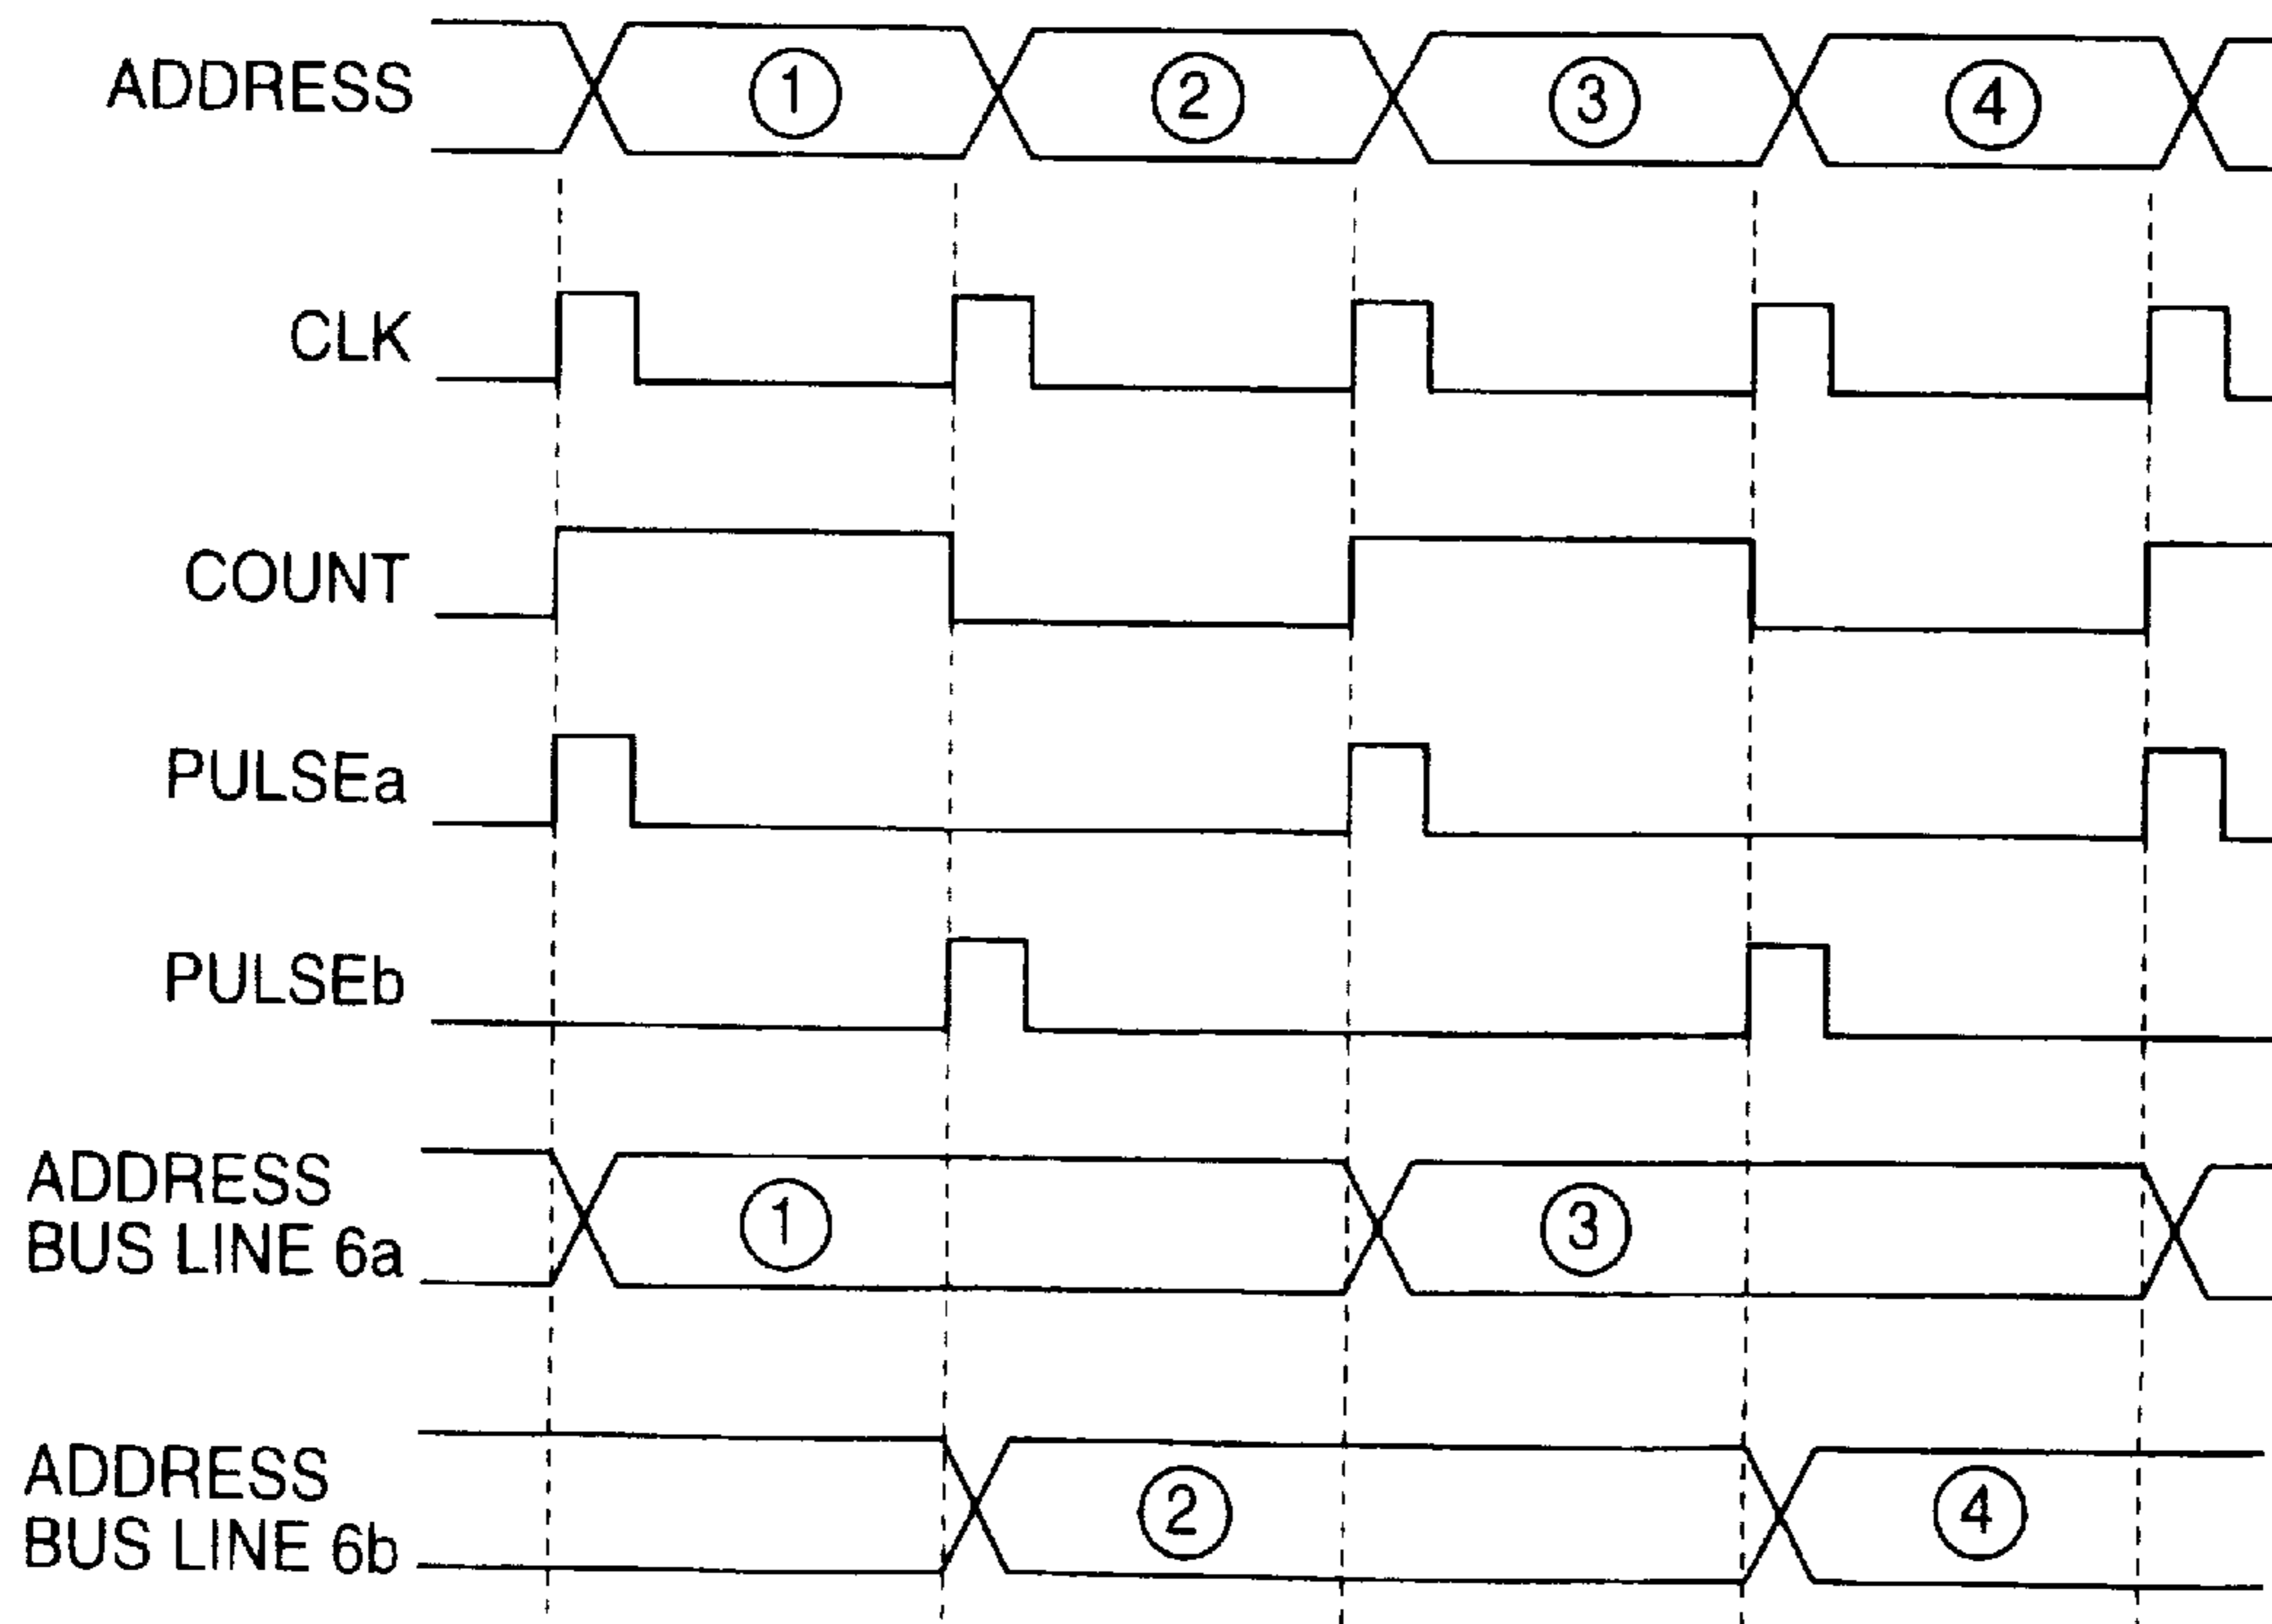 ADDRESS ① ② ③ ④
CLK
COUNT
PULSEa
PULSEb
ADDRESS
BUS LINE 6a ① ③
ADDRESS
BUS LINE 6b ② ④